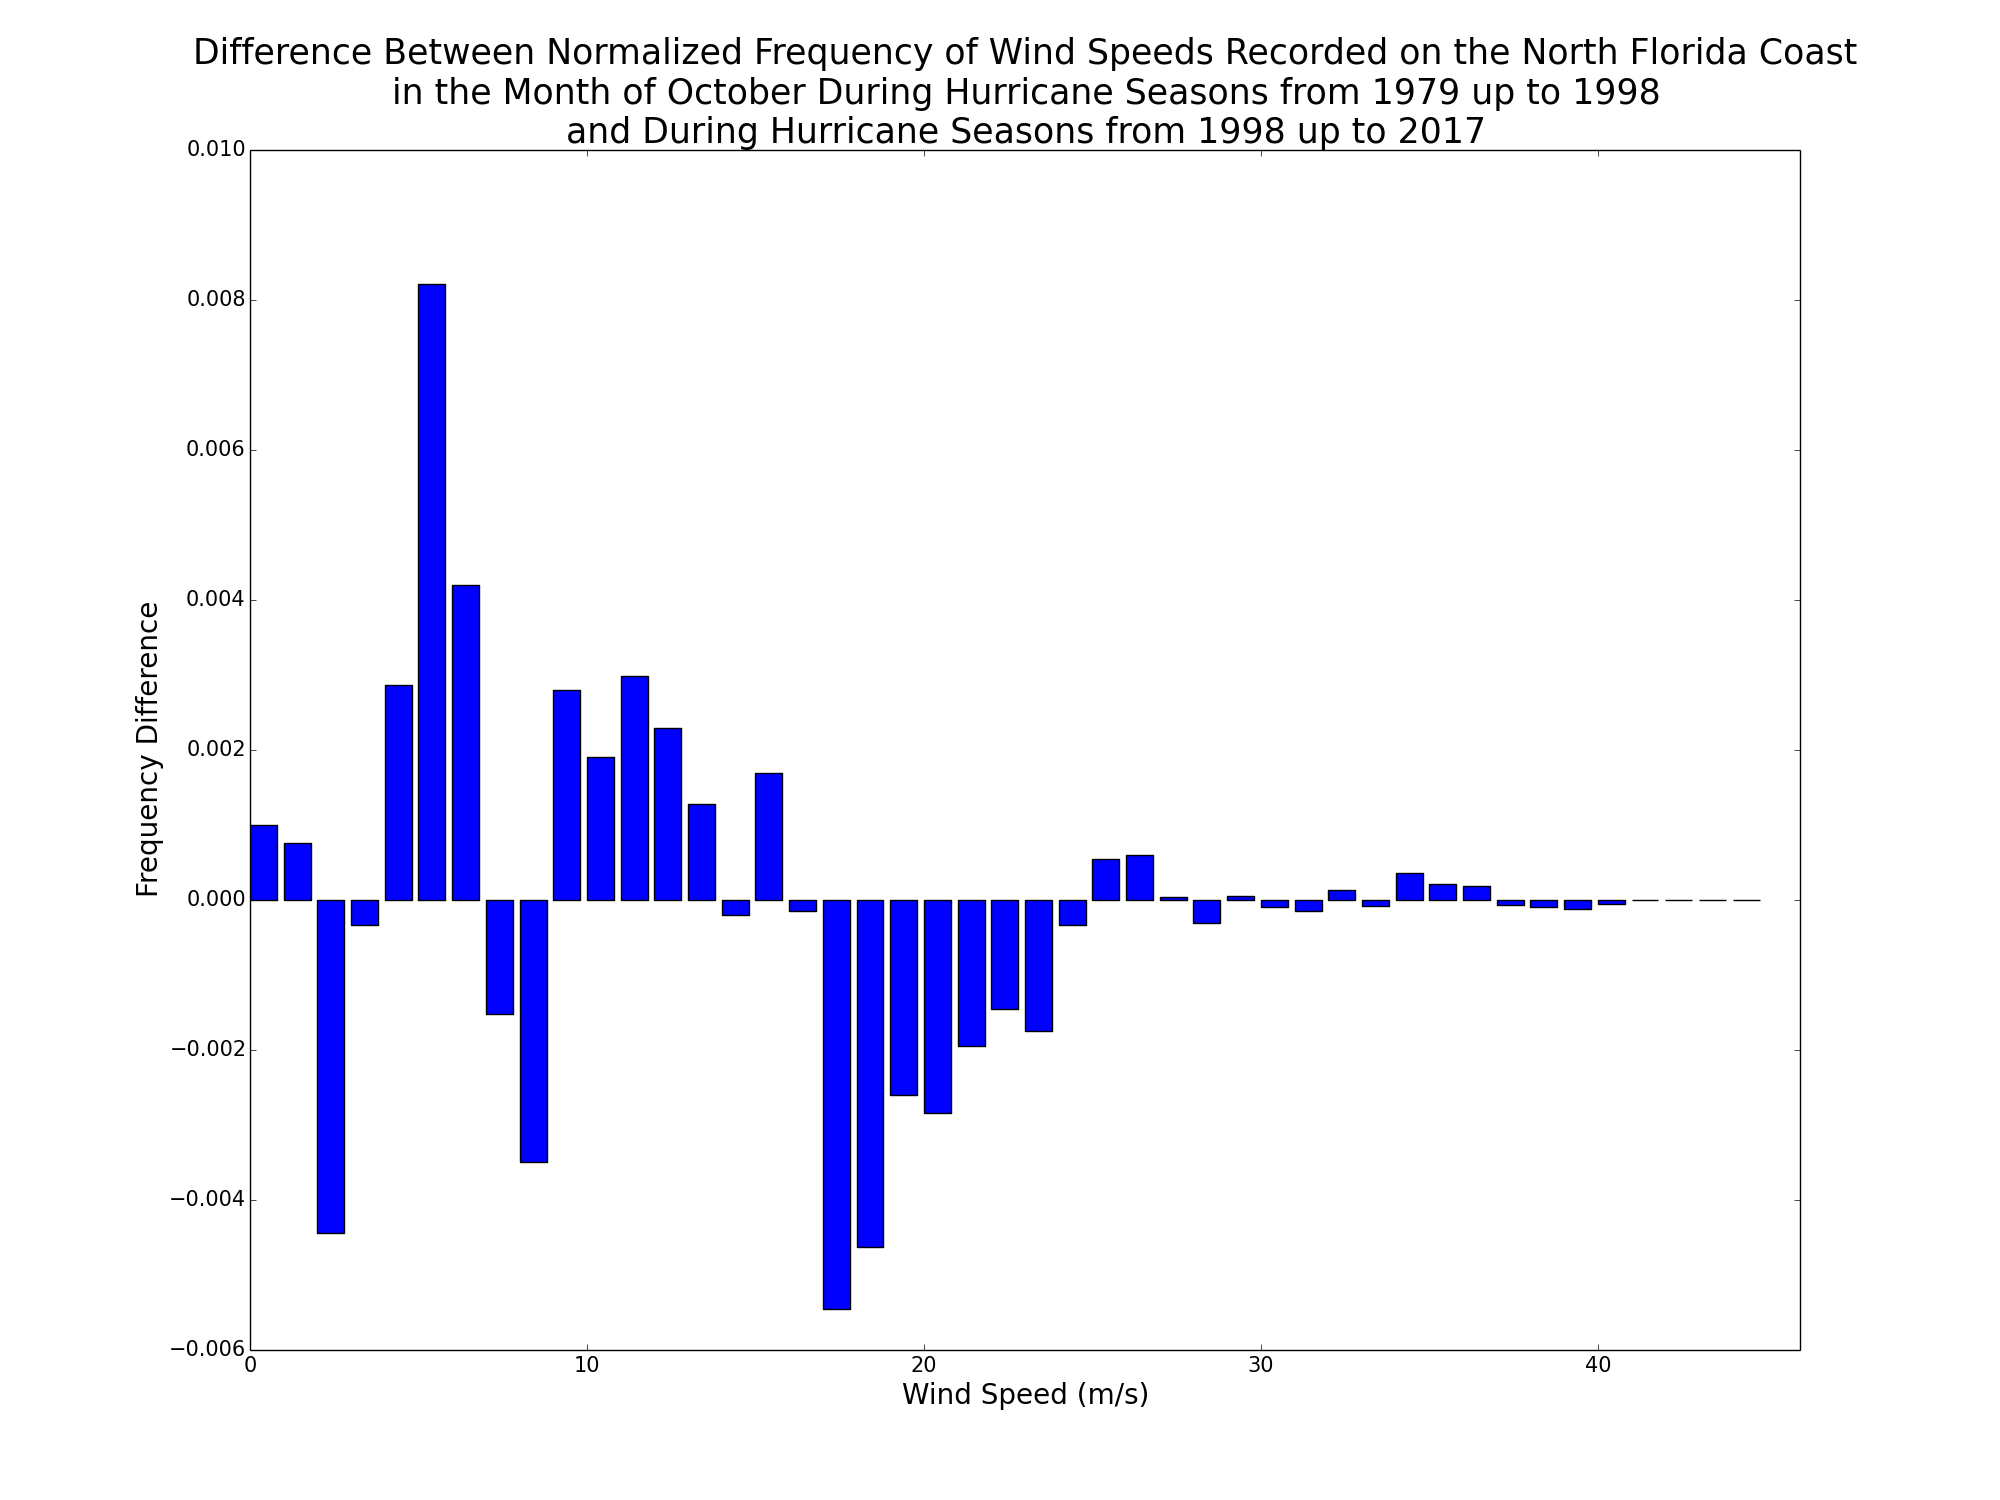 Difference Between Normalized Frequency of Wind Speeds Recorded on the North Florida Coast
in the Month of October During Hurricane Seasons from 1979 up to 1998
and During Hurricane Seasons from 1998 up to 2017
0.010
0.008
0.006
0.004
0.002
0.000
−0.002
−0.004
−0.006
Frequency Difference
0 10 20 30 40
Wind Speed (m/s)